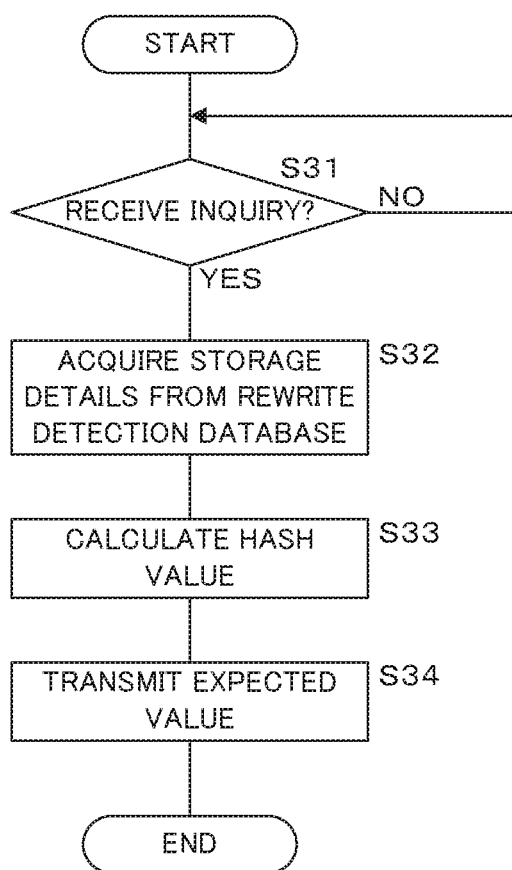 START
S31
RECEIVE INQUIRY?
NO
YES
ACQUIRE STORAGE
DETAILS FROM REWRITE
DETECTION DATABASE
S32
CALCULATE HASH
VALUE
S33
TRANSMIT EXPECTED
VALUE
S34
END